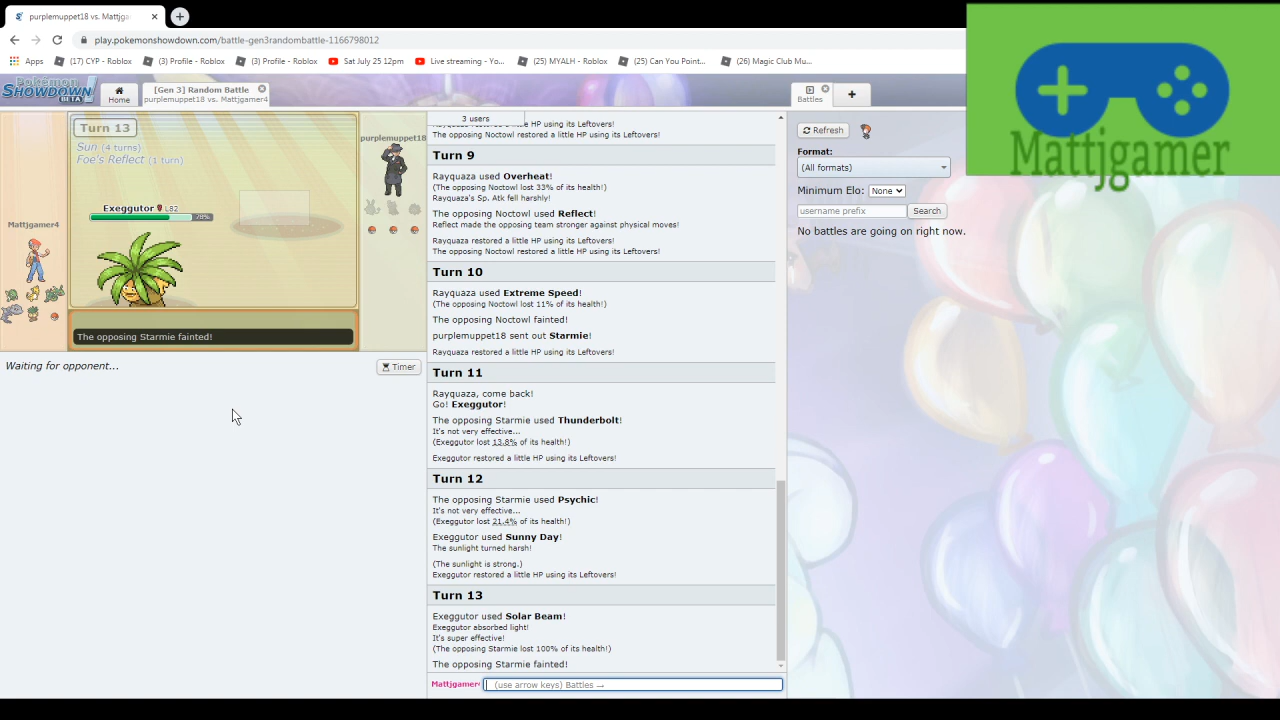 purplemuppet18 vs. Mattjga
play.pokemonshowdown.com/battle-gen3randombattle-1166798012
Apps
(17) CYP - Roblox
(3) Profile - Roblox
(3) Profile - Roblox
Sat July 25 12pm
Live streaming - Yo...
(25) MYALH - Roblox
(25) Can You Point...
(26) Magic Club Mu...
Mattjgamer
Pokémon
SHOWDOWN!
BETA
Home
[Gen 3] Random Battle
purplemuppet18 vs. Mattjgamer4
Battles
Turn 13
Sun (4 turns)
Foe's Reflect (1 turn)
purplemuppet18
Mattjgamer4
Exeggutor L82
78%
The opposing Starmie fainted!
Waiting for opponent...
Timer
3 users
The opposing Noctowl restored a little HP using its Leftovers!
Turn 9
Rayquaza used Overheat!
(The opposing Noctowl lost 33% of its health!)
Rayquaza's Sp. Atk fell harshly!
The opposing Noctowl used Reflect!
Reflect made the opposing team stronger against physical moves!
Rayquaza restored a little HP using its Leftovers!
The opposing Noctowl restored a little HP using its Leftovers!
Turn 10
Rayquaza used Extreme Speed!
(The opposing Noctowl lost 11% of its health!)
The opposing Noctowl fainted!
purplemuppet18 sent out Starmie!
Rayquaza restored a little HP using its Leftovers!
Turn 11
Rayquaza, come back!
Go! Exeggutor!
The opposing Starmie used Thunderbolt!
It's not very effective...
(Exeggutor lost 13.8% of its health!)
Exeggutor restored a little HP using its Leftovers!
Turn 12
The opposing Starmie used Psychic!
It's not very effective...
(Exeggutor lost 21.4% of its health!)
Exeggutor used Sunny Day!
The sunlight turned harsh!
(The sunlight is strong.)
Exeggutor restored a little HP using its Leftovers!
Turn 13
Exeggutor used Solar Beam!
Exeggutor absorbed light!
It's super effective!
(The opposing Starmie lost 100% of its health!)
The opposing Starmie fainted!
Mattjgamer
(use arrow keys) Battles →
Refresh
Format:
(All formats)
Minimum Elo: None
username prefix
Search
No battles are going on right now.